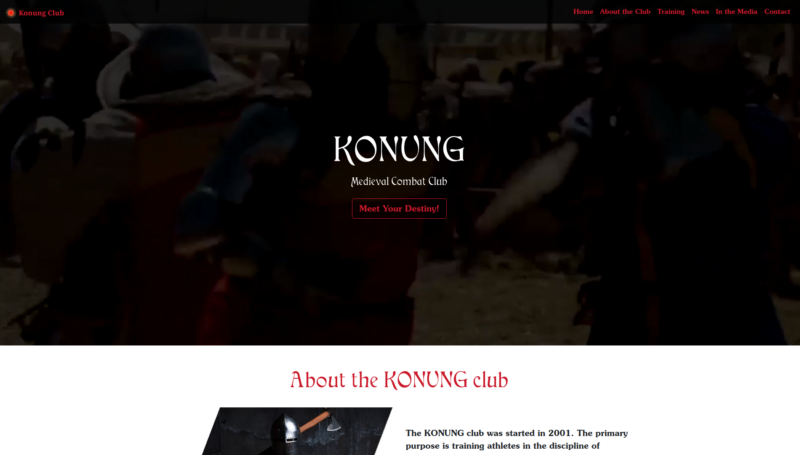 Konung Club
Home About the Club Training News In the Media Contact
KONUNG
Medieval Combat Club
Meet Your Destiny!
About the KONUNG club
The KONUNG club was started in 2001. The primary
purpose is training athletes in the discipline of